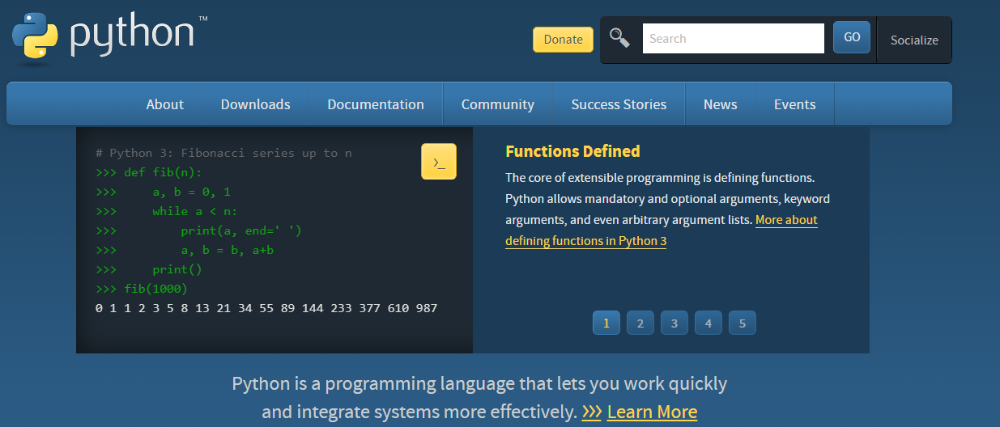 python™
Donate
Search
GO
Socialize
About
Downloads
Documentation
Community
Success Stories
News
Events
# Python 3: Fibonacci series up to n
>>> def fib(n):
>>>     a, b = 0, 1
>>>     while a < n:
>>>         print(a, end=' ')
>>>         a, b = b, a+b
>>>     print()
>>> fib(1000)
0 1 1 2 3 5 8 13 21 34 55 89 144 233 377 610 987
>_
Functions Defined
The core of extensible programming is defining functions.
Python allows mandatory and optional arguments, keyword
arguments, and even arbitrary argument lists. More about
defining functions in Python 3
1 2 3 4 5
Python is a programming language that lets you work quickly
and integrate systems more effectively. >>> Learn More